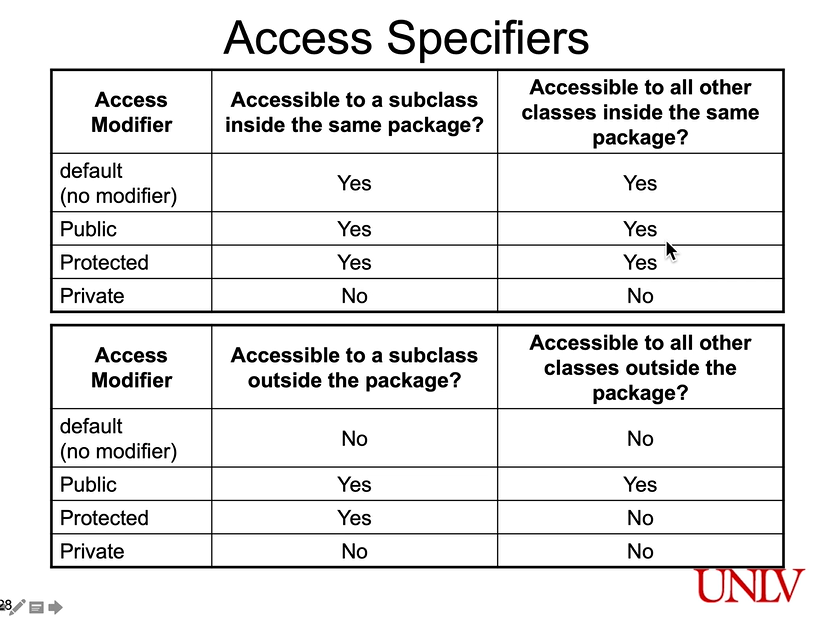 Access Specifiers
Access
Modifier
Accessible to a subclass
inside the same package?
Accessible to all other
classes inside the same
package?
default
(no modifier)
Yes
Yes
Public
Yes
Yes
Protected
Yes
Yes
Private
No
No
Access
Modifier
Accessible to a subclass
outside the package?
Accessible to all other
classes outside the
package?
default
(no modifier)
No
No
Public
Yes
Yes
Protected
Yes
No
Private
No
No
UNLV
28